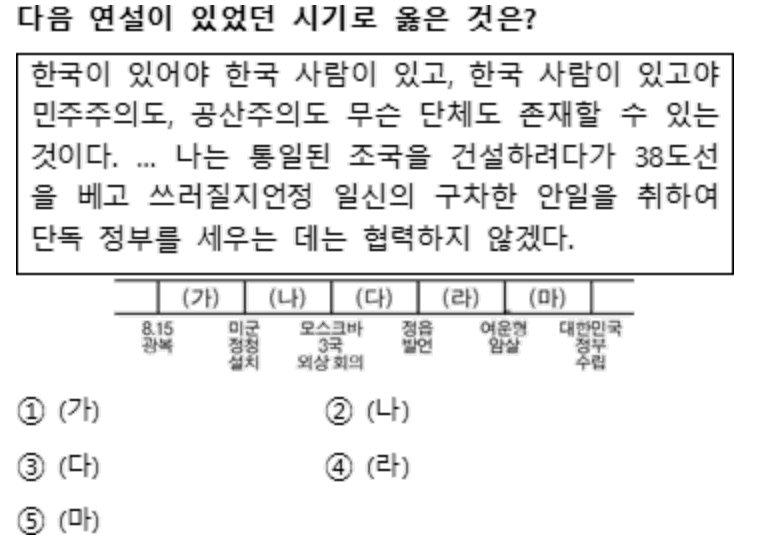 다음 연설이 있었던 시기로 옳은 것은?
한국이 있어야 한국 사람이 있고, 한국 사람이 있고야
민주주의도, 공산주의도 무슨 단체도 존재할 수 있는
것이다. ... 나는 통일된 조국을 건설하려다가 38도선
을 베고 쓰러질지언정 일신의 구차한 안일을 취하여
단독 정부를 세우는 데는 협력하지 않겠다.
(가) (나) (다) (라) (마)
8.15 미군 모스크바 정읍 여운형 대한민국
광복 정청 3국 발언 암살 정부
설치 외상 회의 수립
① (가) ② (나)
③ (다) ④ (라)
⑤ (마)